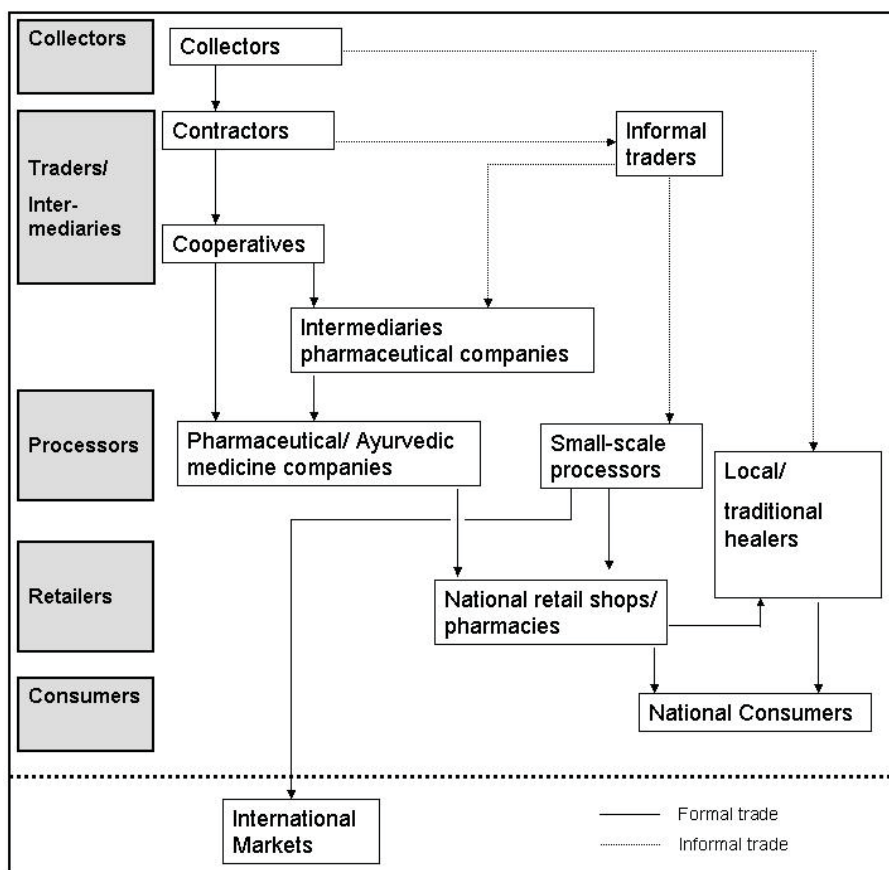 Collectors
Collectors
Contractors
Informal
traders
Traders/
Inter-
mediaries
Cooperatives
Intermediaries
pharmaceutical companies
Processors
Pharmaceutical/ Ayurvedic
medicine companies
Small-scale
processors
Local/
traditional
healers
Retailers
National retail shops/
pharmacies
Consumers
National Consumers
International
Markets
Formal trade
Informal trade